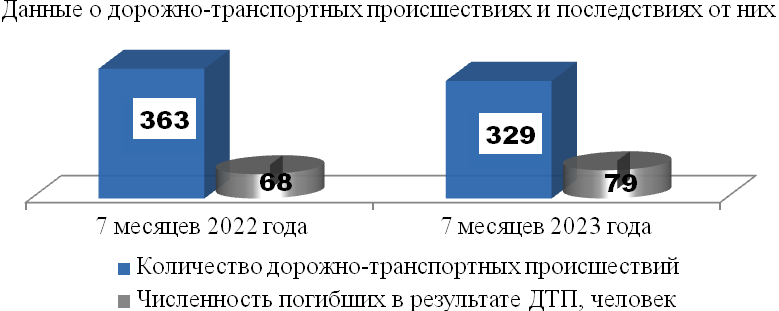 Данные о дорожно-транспортных происшествиях и последствиях от них
363
68
329
79
7 месяцев 2022 года
7 месяцев 2023 года
Количество дорожно-транспортных происшествий
Численность погибших в результате ДТП, человек